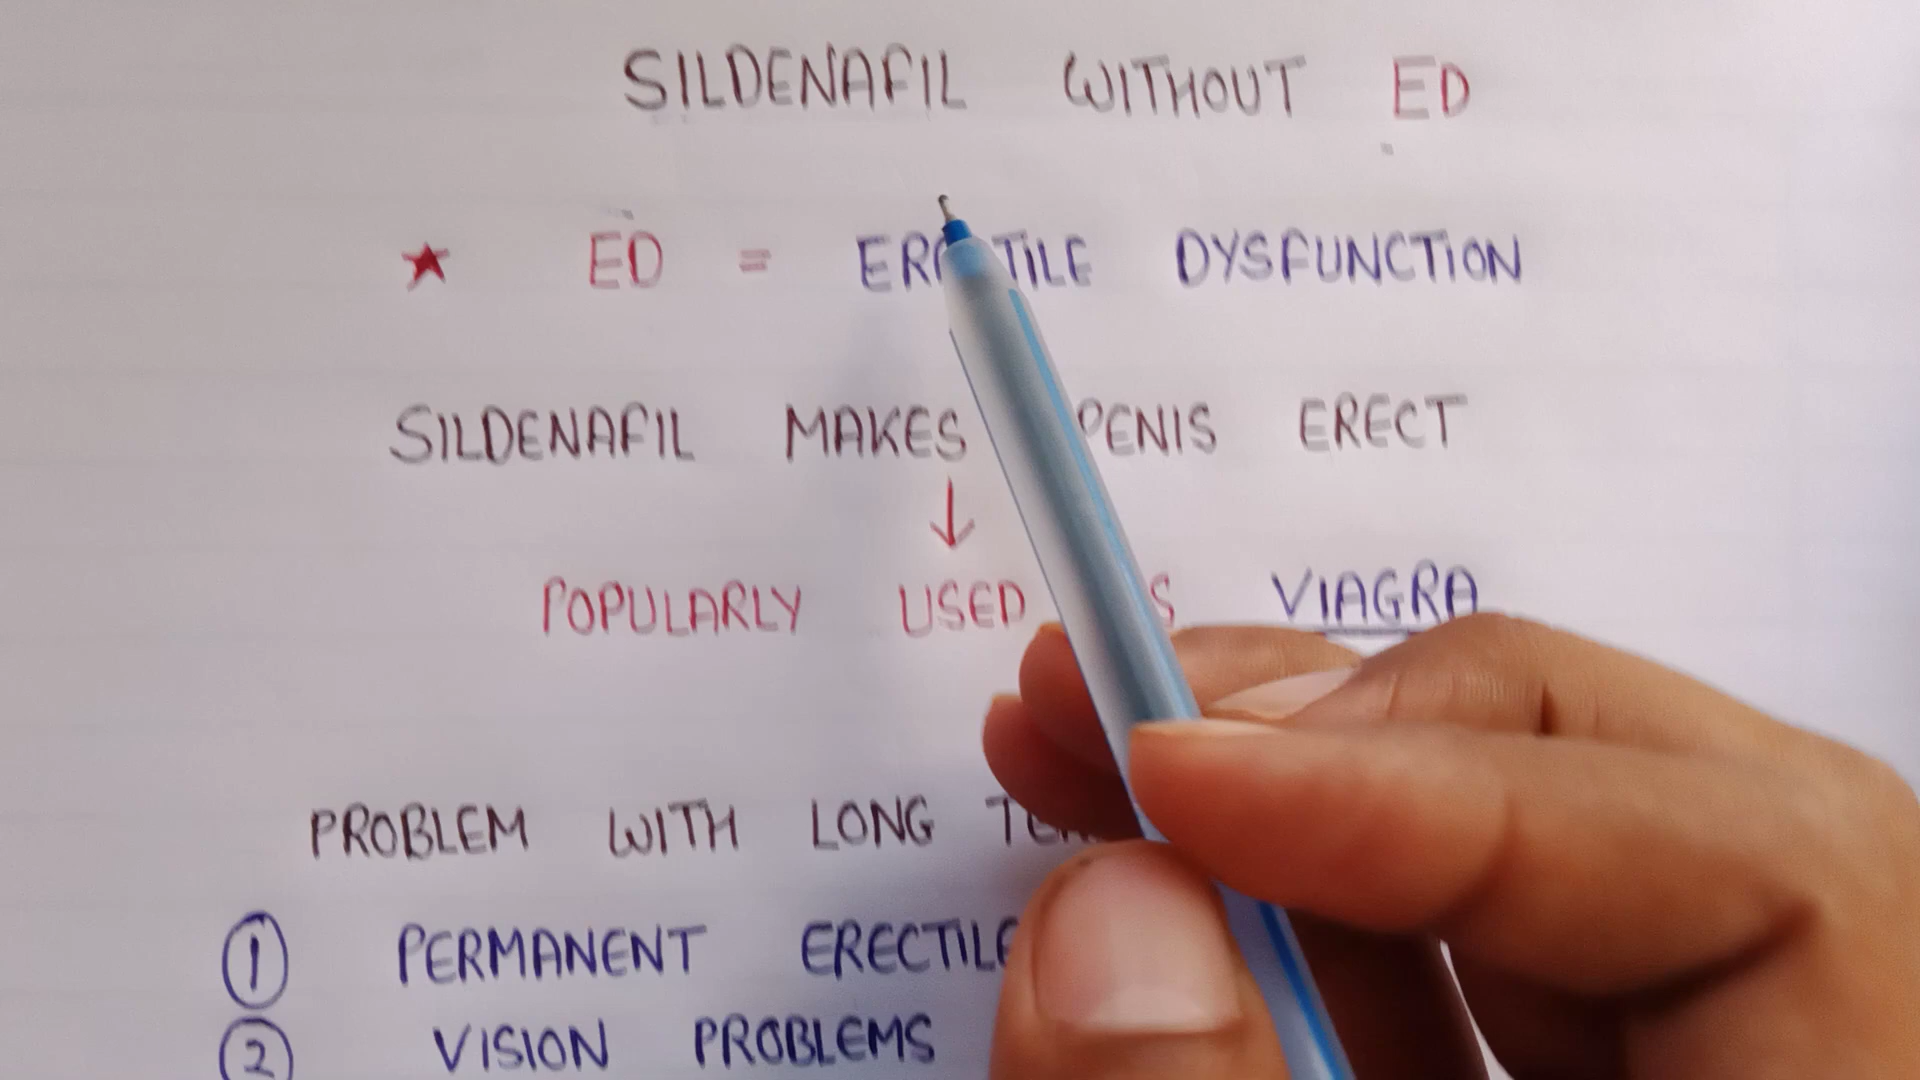 SILDENAFIL WITHOUT ED
★ ED = DYSFUNCTION
SILDENAFIL MAKES PENIS ERECT
↓
POPULARLY USED VIAGRA
PROBLEM WITH LONG
① PERMANENT ERECTILE
② VISION PROBLEMS